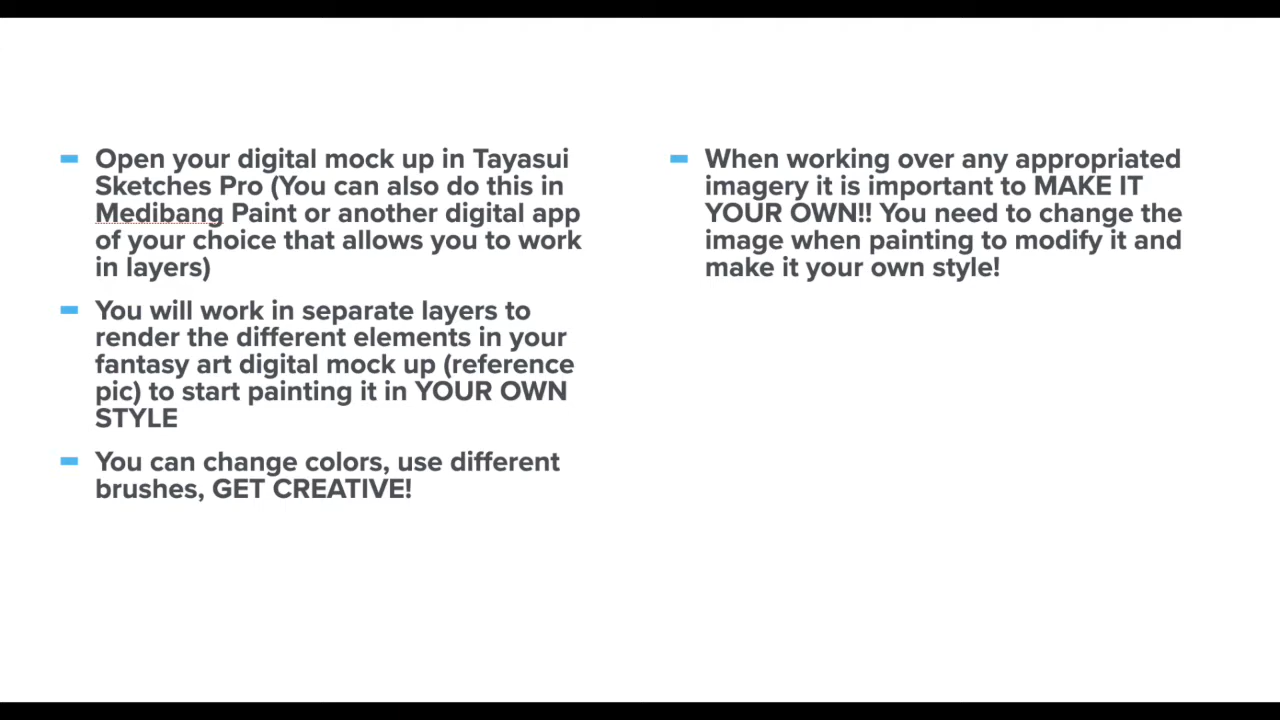 Open your digital mock up in Tayasui
Sketches Pro (You can also do this in
Medibang Paint or another digital app
of your choice that allows you to work
in layers)
You will work in separate layers to
render the different elements in your
fantasy art digital mock up (reference
pic) to start painting it in YOUR OWN
STYLE
You can change colors, use different
brushes, GET CREATIVE!
When working over any appropriated
imagery it is important to MAKE IT
YOUR OWN!! You need to change the
image when painting to modify it and
make it your own style!